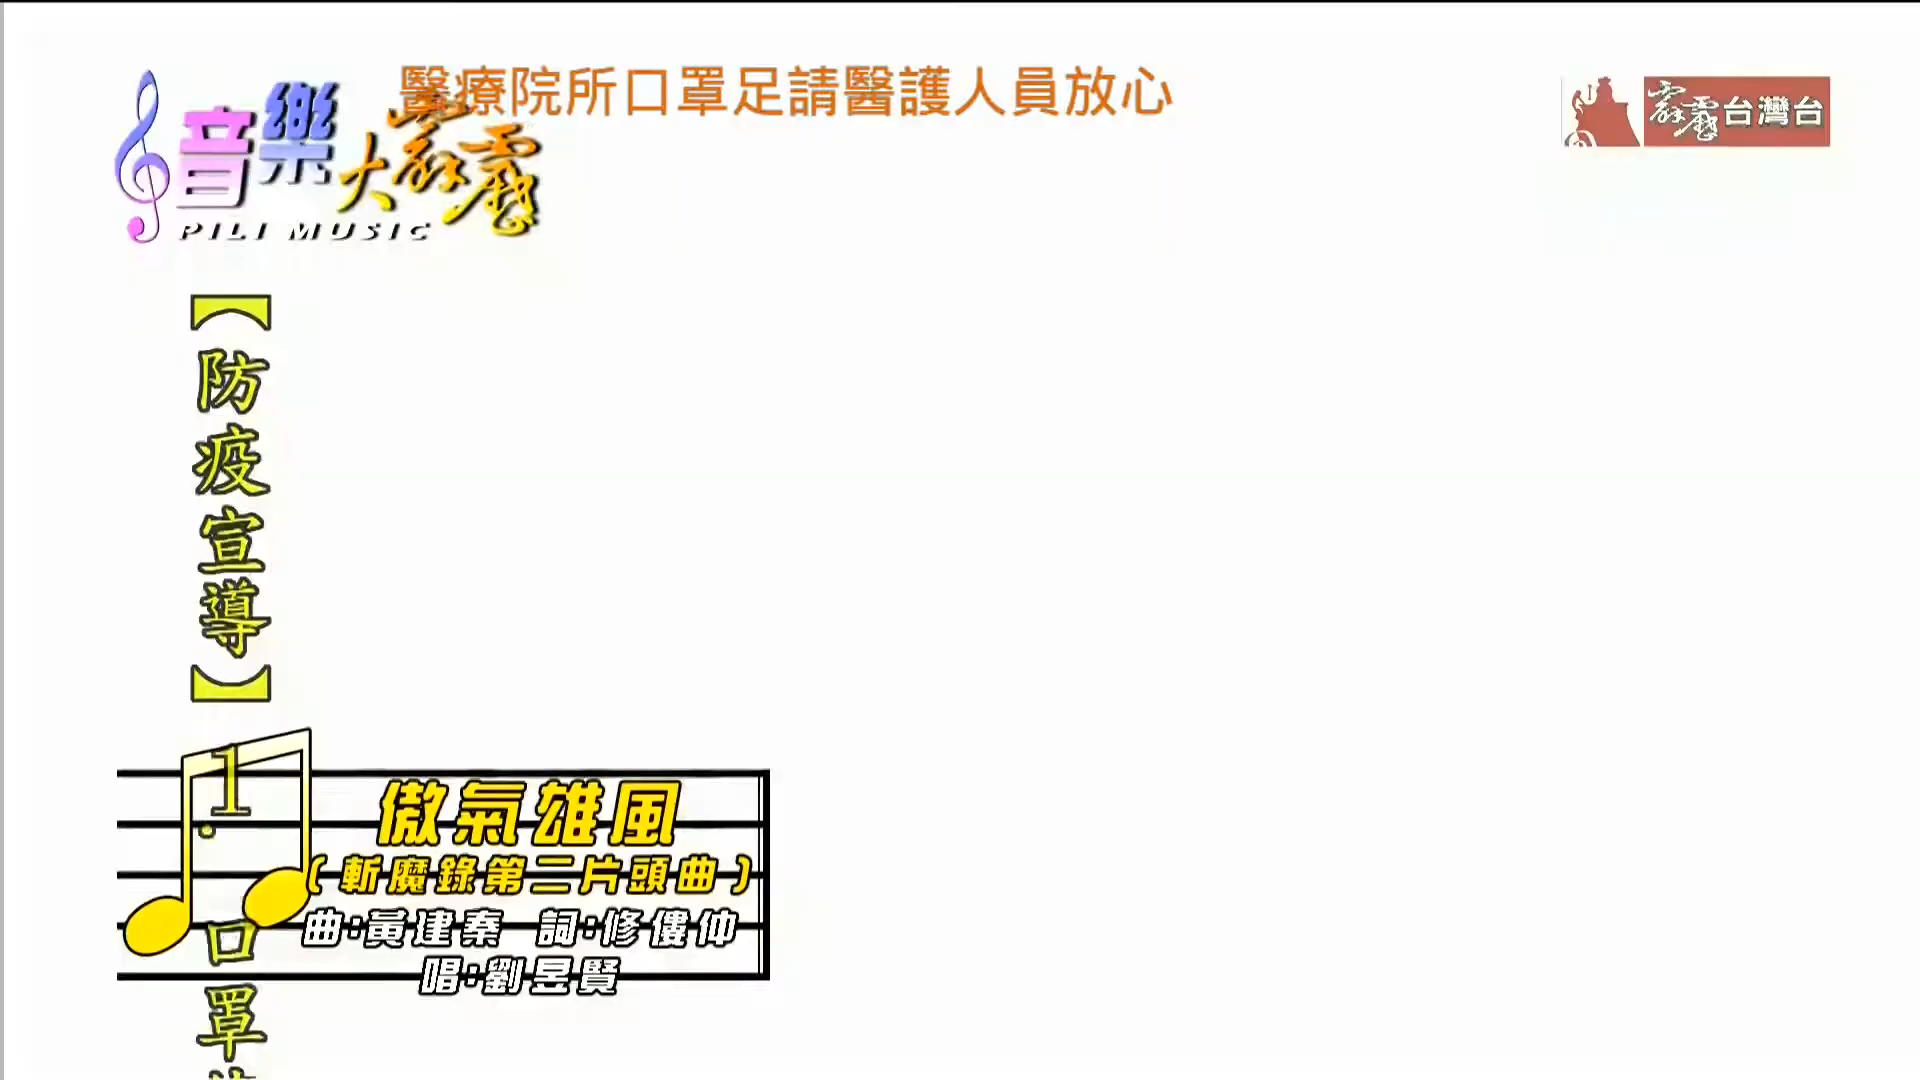 醫療院所口罩足請醫護人員放心
音樂大霹靂
PILI MUSIC
霹靂台灣台
【防疫宣導】
1.
口罩
傲氣雄風
(斬魔錄第二片頭曲)
曲:黃建秦 詞:修僂仲
唱:劉昱賢